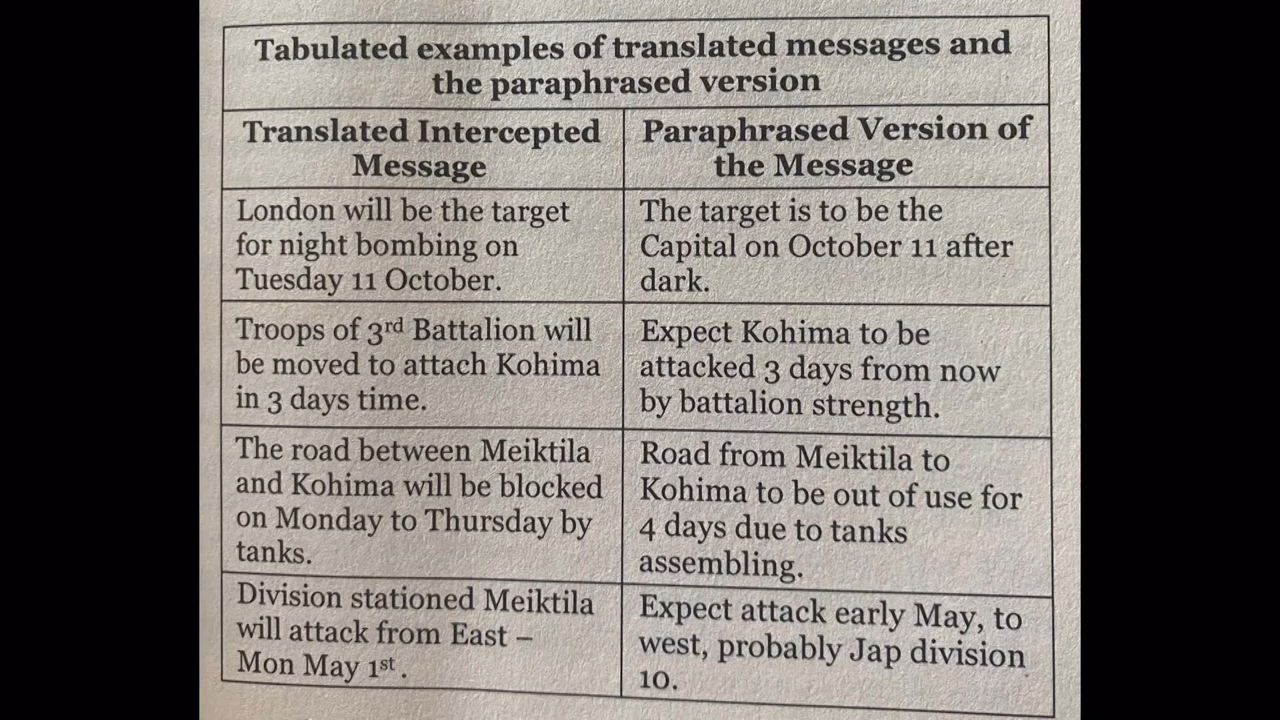 Tabulated examples of translated messages and
the paraphrased version
Translated Intercepted
Message
Paraphrased Version of
the Message
London will be the target
for night bombing on
Tuesday 11 October.
The target is to be the
Capital on October 11 after
dark.
Troops of 3rd Battalion will
be moved to attach Kohima
in 3 days time.
Expect Kohima to be
attacked 3 days from now
by battalion strength.
The road between Meiktila
and Kohima will be blocked
on Monday to Thursday by
tanks.
Road from Meiktila to
Kohima to be out of use for
4 days due to tanks
assembling.
Division stationed Meiktila
will attack from East –
Mon May 1st.
Expect attack early May, to
west, probably Jap division
10.